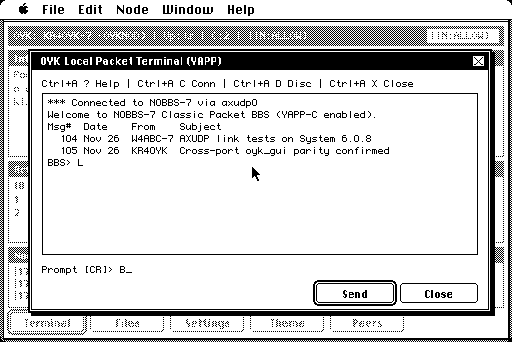 File Edit Node Window Help
OYK Local Packet Terminal (YAPP)
Ctrl+A ? Help | Ctrl+A C Conn | Ctrl+A D Disc | Ctrl+A X Close
*** Connected to NOBBS-7 via axudp0
Welcome to NOBBS-7 Classic Packet BBS (YAPP-C enabled).
Msg# Date From Subject
104 Nov 26 W4ABC-7 AXUDP link tests on System 6.0.8
105 Nov 26 KR4OYK Cross-port oyk_gui parity confirmed
BBS> L
Prompt [CR]> B_
Send Close
Terminal Files Settings Theme Peers